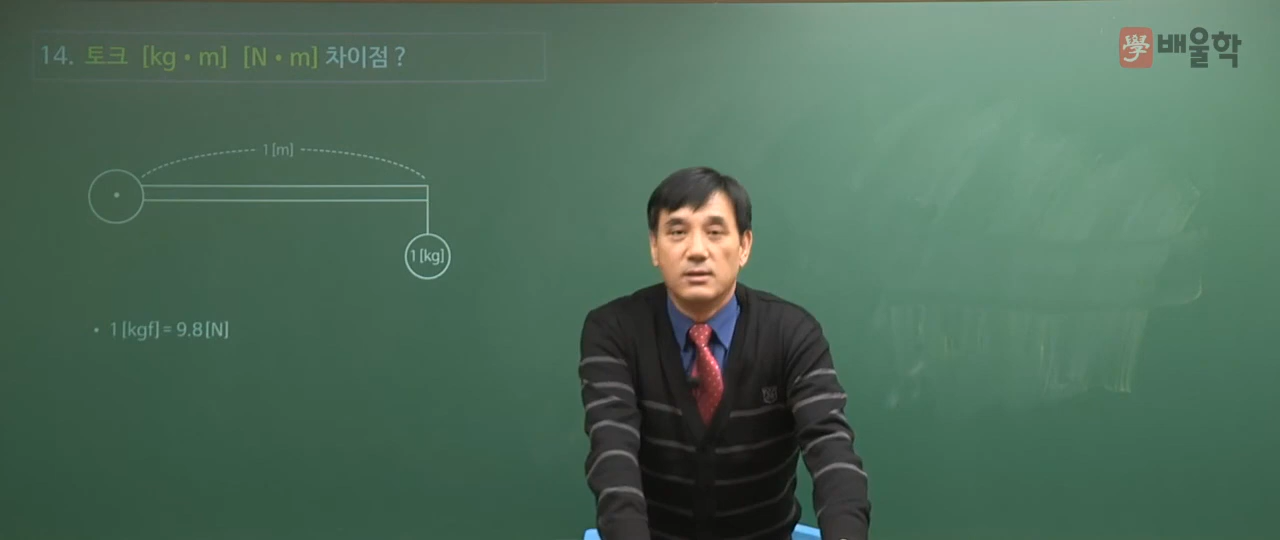 14. 토크 [kg・m] [N・m] 차이점 ?
學 배울학
1[m]
1[kg]
• 1[kgf] = 9.8[N]